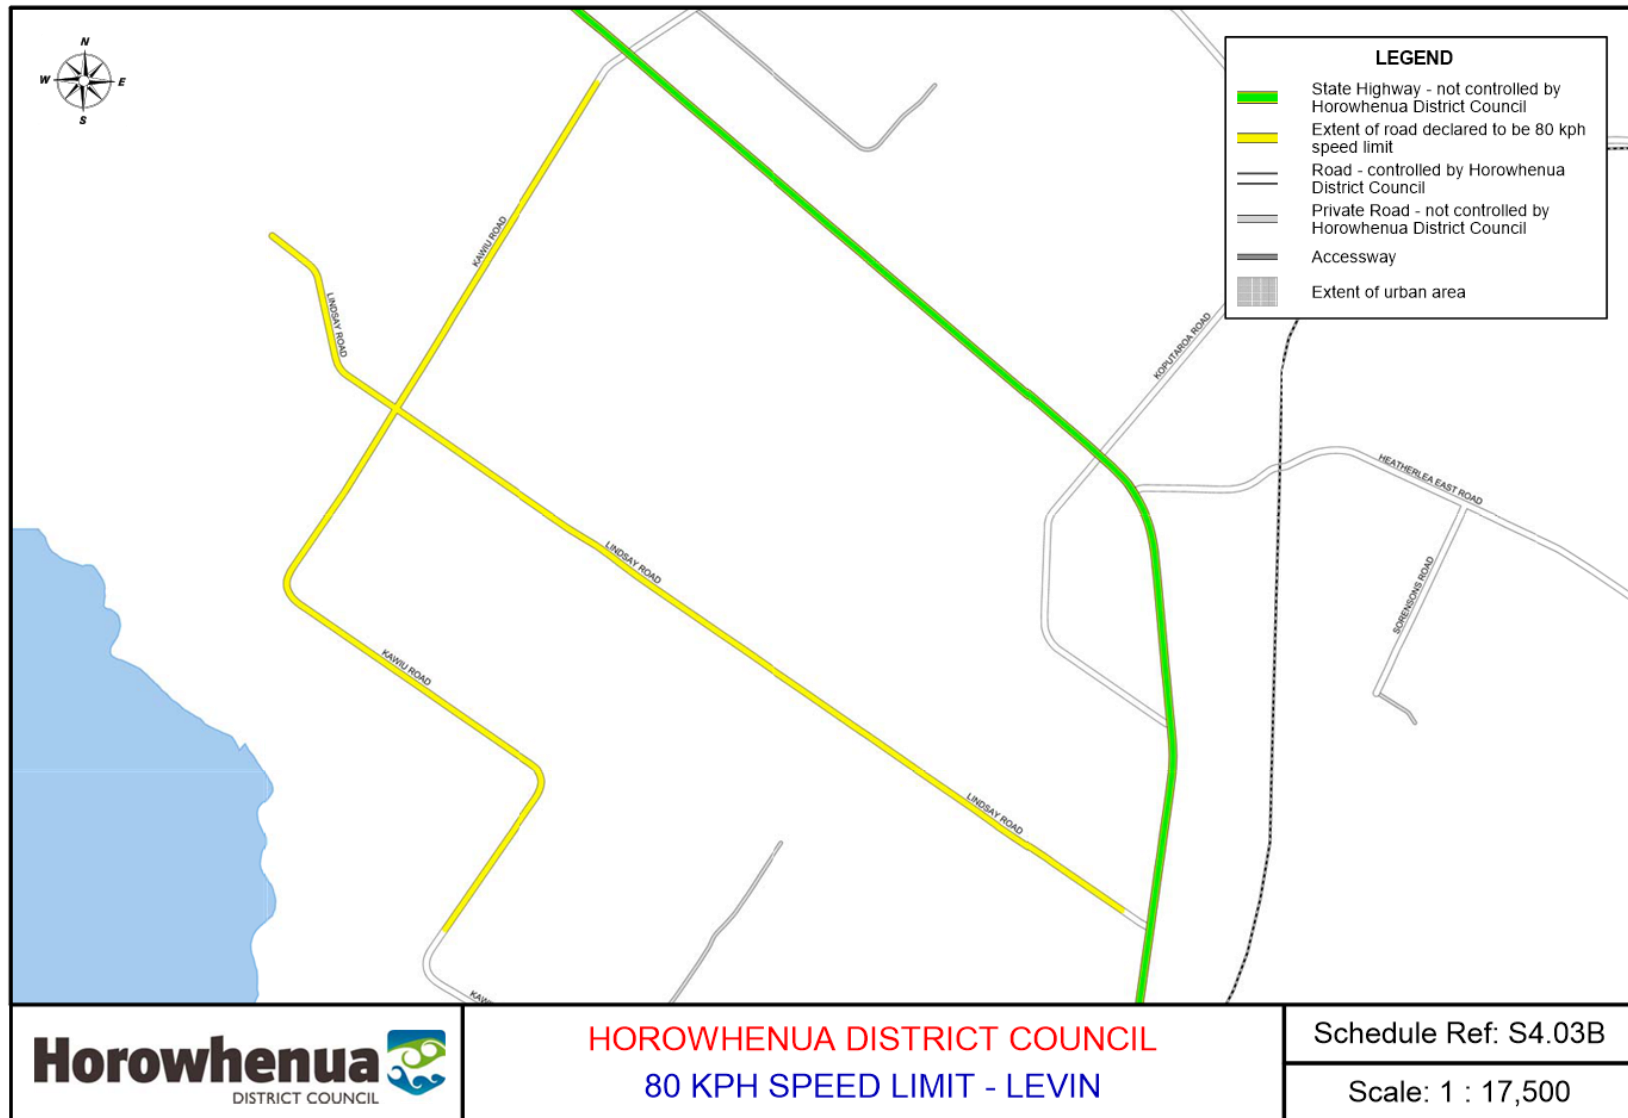 N
W E
S
LEGEND
State Highway - not controlled by
Horowhenua District Council
Extent of road declared to be 80 kph
speed limit
Road - controlled by Horowhenua
District Council
Private Road - not controlled by
Horowhenua District Council
Accessway
Extent of urban area
KAWIU ROAD
LINDSAY ROAD
KOPUTAROA ROAD
HEATHERLEA EAST ROAD
LINDSAY ROAD
SORENSONS ROAD
KAWIU ROAD
LINDSAY ROAD
Horowhenua
DISTRICT COUNCIL
HOROWHENUA DISTRICT COUNCIL
80 KPH SPEED LIMIT - LEVIN
Schedule Ref: S4.03B
Scale: 1 : 17,500